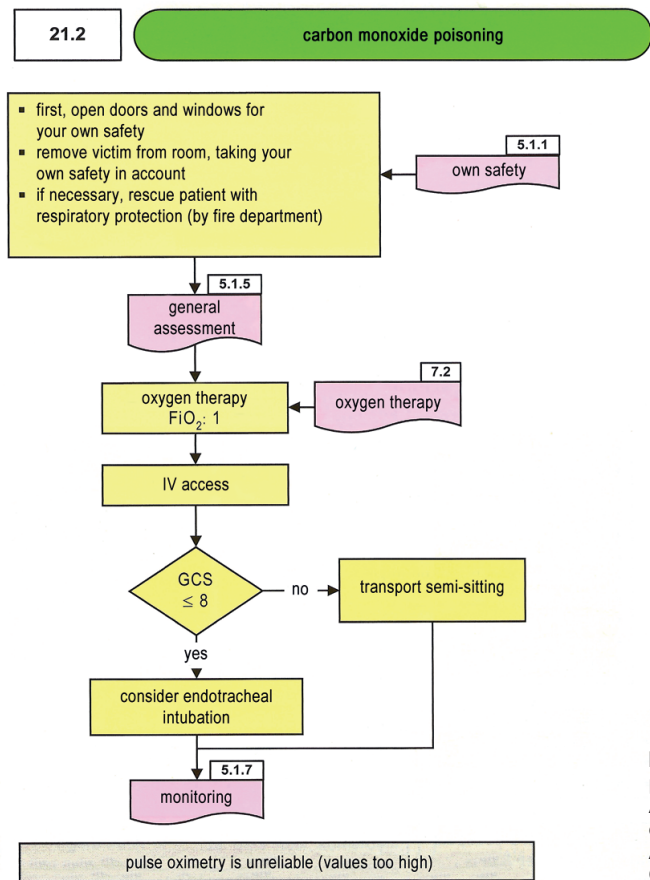 21.2
carbon monoxide poisoning
▪ first, open doors and windows for
your own safety
▪ remove victim from room, taking your
own safety in account
▪ if necessary, rescue patient with
respiratory protection (by fire department)
5.1.1
own safety
5.1.5
general
assessment
7.2
oxygen therapy
FiO₂: 1
oxygen therapy
IV access
GCS
≤ 8
no
transport semi-sitting
yes
consider endotracheal
intubation
5.1.7
monitoring
pulse oximetry is unreliable (values too high)